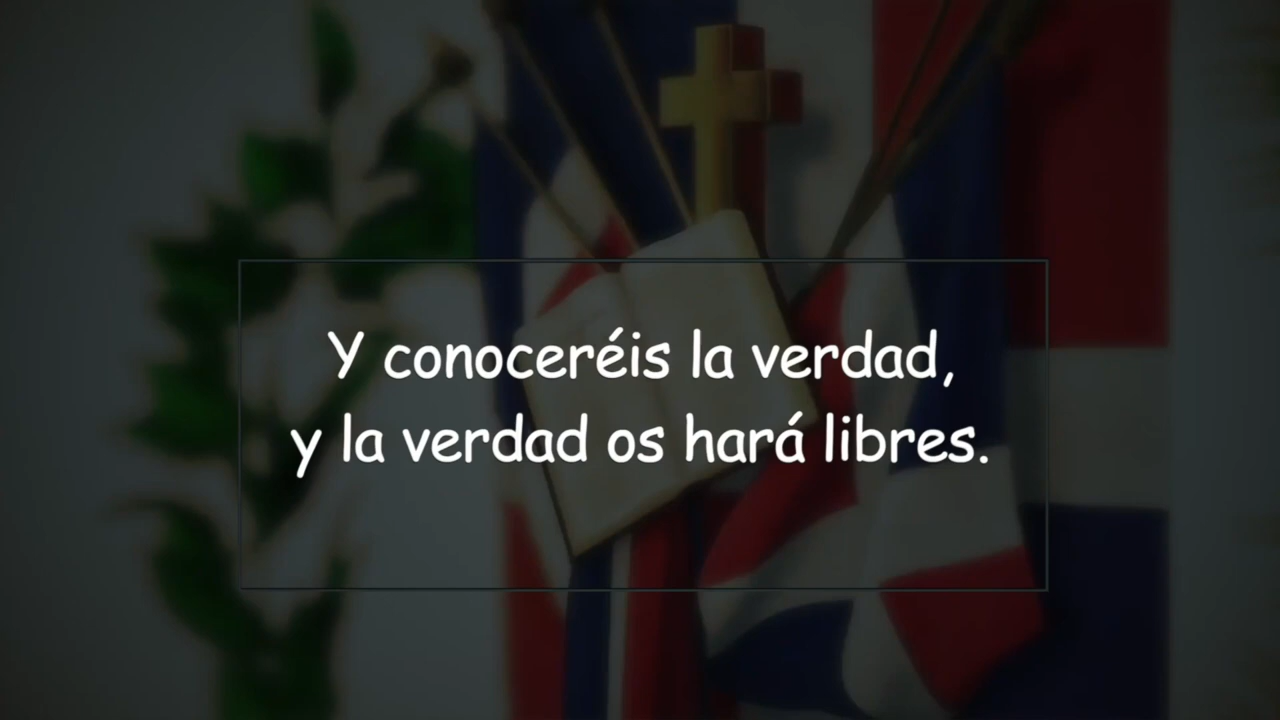 Y conoceréis la verdad,
y la verdad os hará libres.